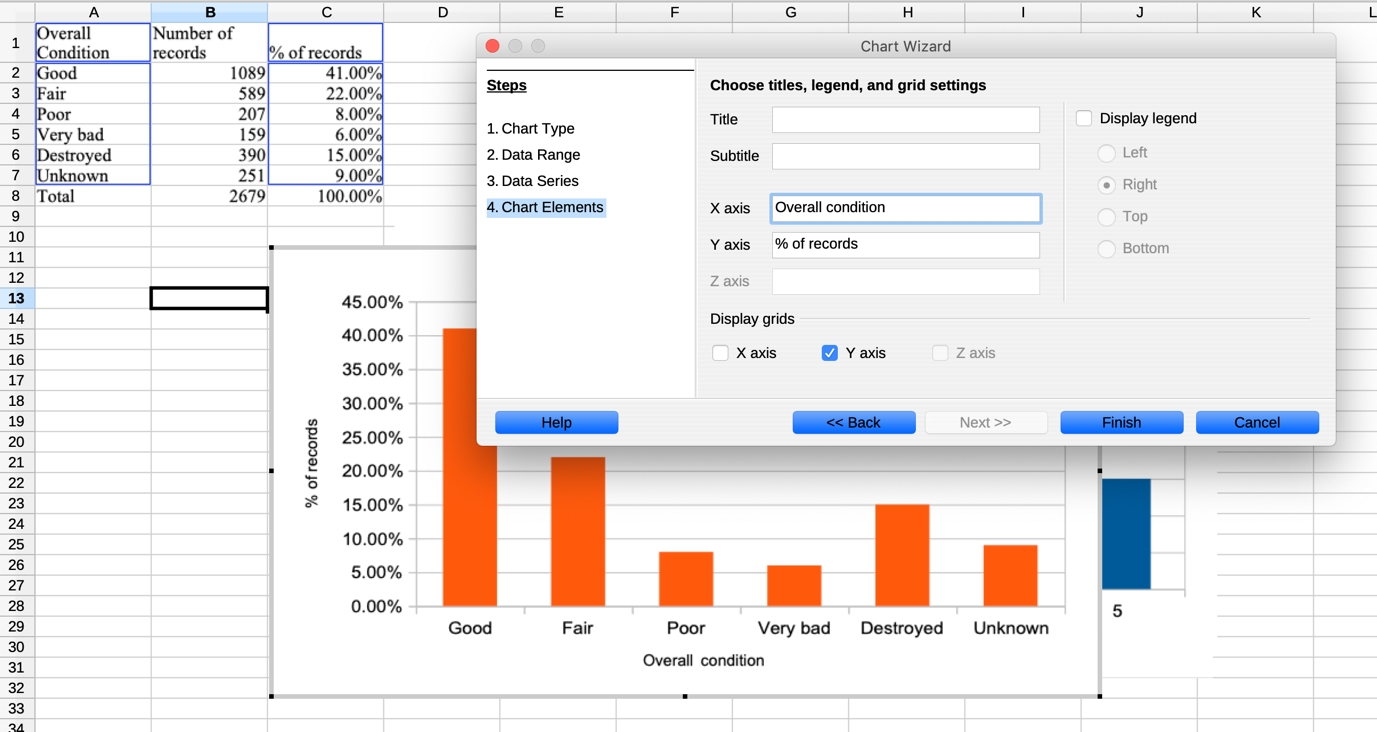 A B C D E F G H I J K L
1 Overall Condition Number of records % of records
2 Good 1089 41.00%
3 Fair 589 22.00%
4 Poor 207 8.00%
5 Very bad 159 6.00%
6 Destroyed 390 15.00%
7 Unknown 251 9.00%
8 Total 2679 100.00%
9
10
11
12
13
14
15
16
17
18
19
20
21
22
23
24
25
26
27
28
29
30
31
32
33
34
Chart Wizard
Steps
1. Chart Type
2. Data Range
3. Data Series
4. Chart Elements
Choose titles, legend, and grid settings
Title
Subtitle
X axis Overall condition
Y axis % of records
Z axis
Display legend
Left
Right
Top
Bottom
Display grids
X axis Y axis Z axis
Help << Back Next >> Finish Cancel
% of records
45.00%
40.00%
35.00%
30.00%
25.00%
20.00%
15.00%
10.00%
5.00%
0.00%
Good Fair Poor Very bad Destroyed Unknown
Overall condition
5